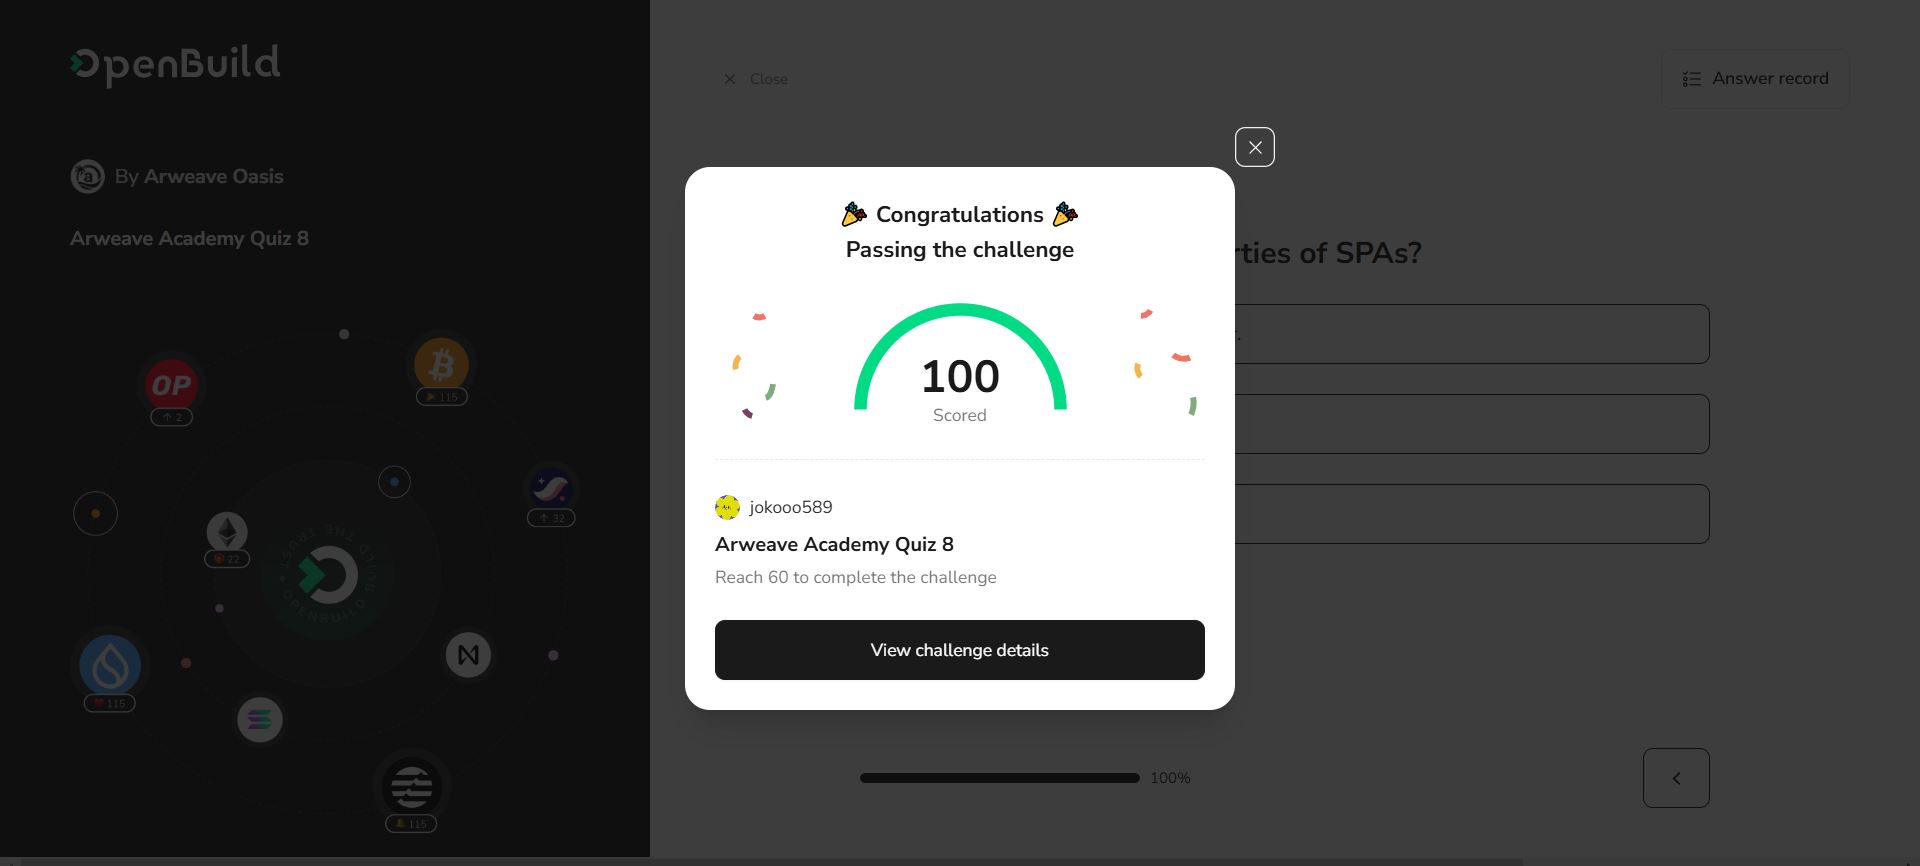 OpenBuild
By Arweave Oasis
Arweave Academy Quiz 8
OP
2
115
32
22
115
115
OPENBUILD
Close
Answer record
rties of SPAs?
Congratulations
Passing the challenge
100
Scored
jokooo589
Arweave Academy Quiz 8
Reach 60 to complete the challenge
View challenge details
100%